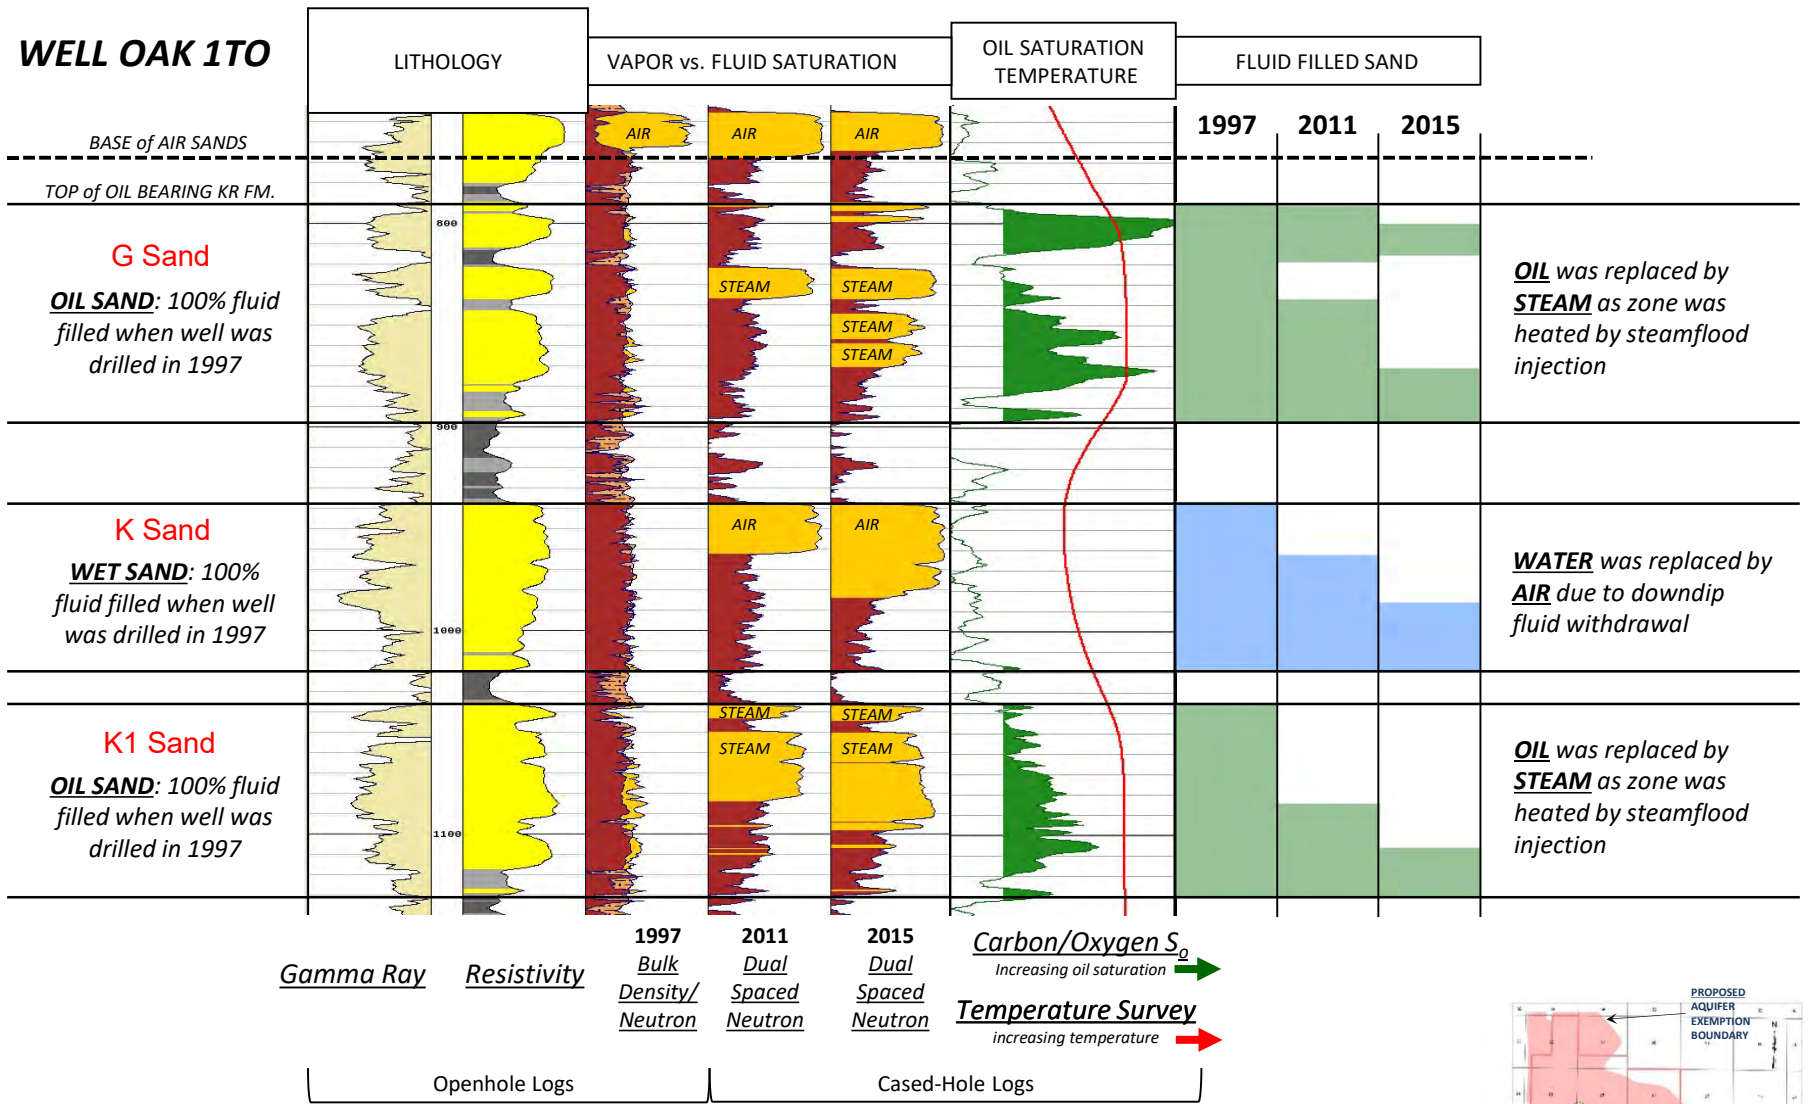 WELL OAK 1TO
LITHOLOGY
VAPOR vs. FLUID SATURATION
OIL SATURATION
TEMPERATURE
FLUID FILLED SAND
1997
2011
2015
BASE of AIR SANDS
AIR
AIR
AIR
TOP of OIL BEARING KR FM.
800
G Sand
OIL SAND: 100% fluid
filled when well was
drilled in 1997
STEAM
STEAM
STEAM
STEAM
OIL was replaced by
STEAM as zone was
heated by steamflood
injection
900
K Sand
WET SAND: 100%
fluid filled when well
was drilled in 1997
AIR
AIR
1000
WATER was replaced by
AIR due to downdip
fluid withdrawal
K1 Sand
OIL SAND: 100% fluid
filled when well was
drilled in 1997
STEAM
STEAM
STEAM
STEAM
1100
OIL was replaced by
STEAM as zone was
heated by steamflood
injection
Gamma Ray
Resistivity
1997
Bulk
Density/
Neutron
2011
Dual
Spaced
Neutron
2015
Dual
Spaced
Neutron
Carbon/Oxygen So
Increasing oil saturation
Temperature Survey
increasing temperature
Openhole Logs
Cased-Hole Logs
PROPOSED
AQUIFER
EXEMPTION
BOUNDARY
N